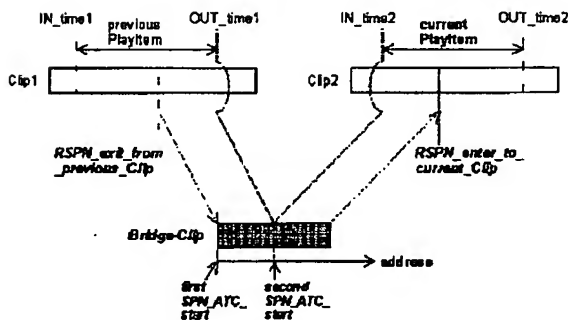 IN_time1
previous
PlayItem
OUT_time1
IN_time2
current
PlayItem
OUT_time2
Clip1
Clip2
RSPN_exit_from
_previous_Clip
RSPN_enter_to_
current_Clip
Bridge-Clip
address
first
SPN_ATC_
start
second
SPN_ATC_
start